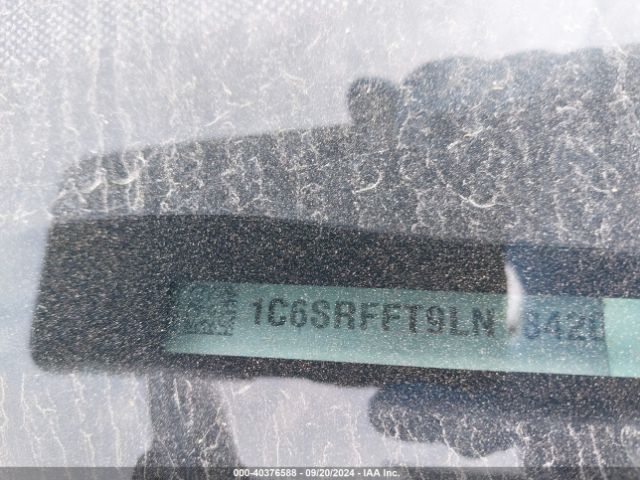 1C6SRFFT9LN
000-40376588 - 09/20/2024 - IAA Inc.